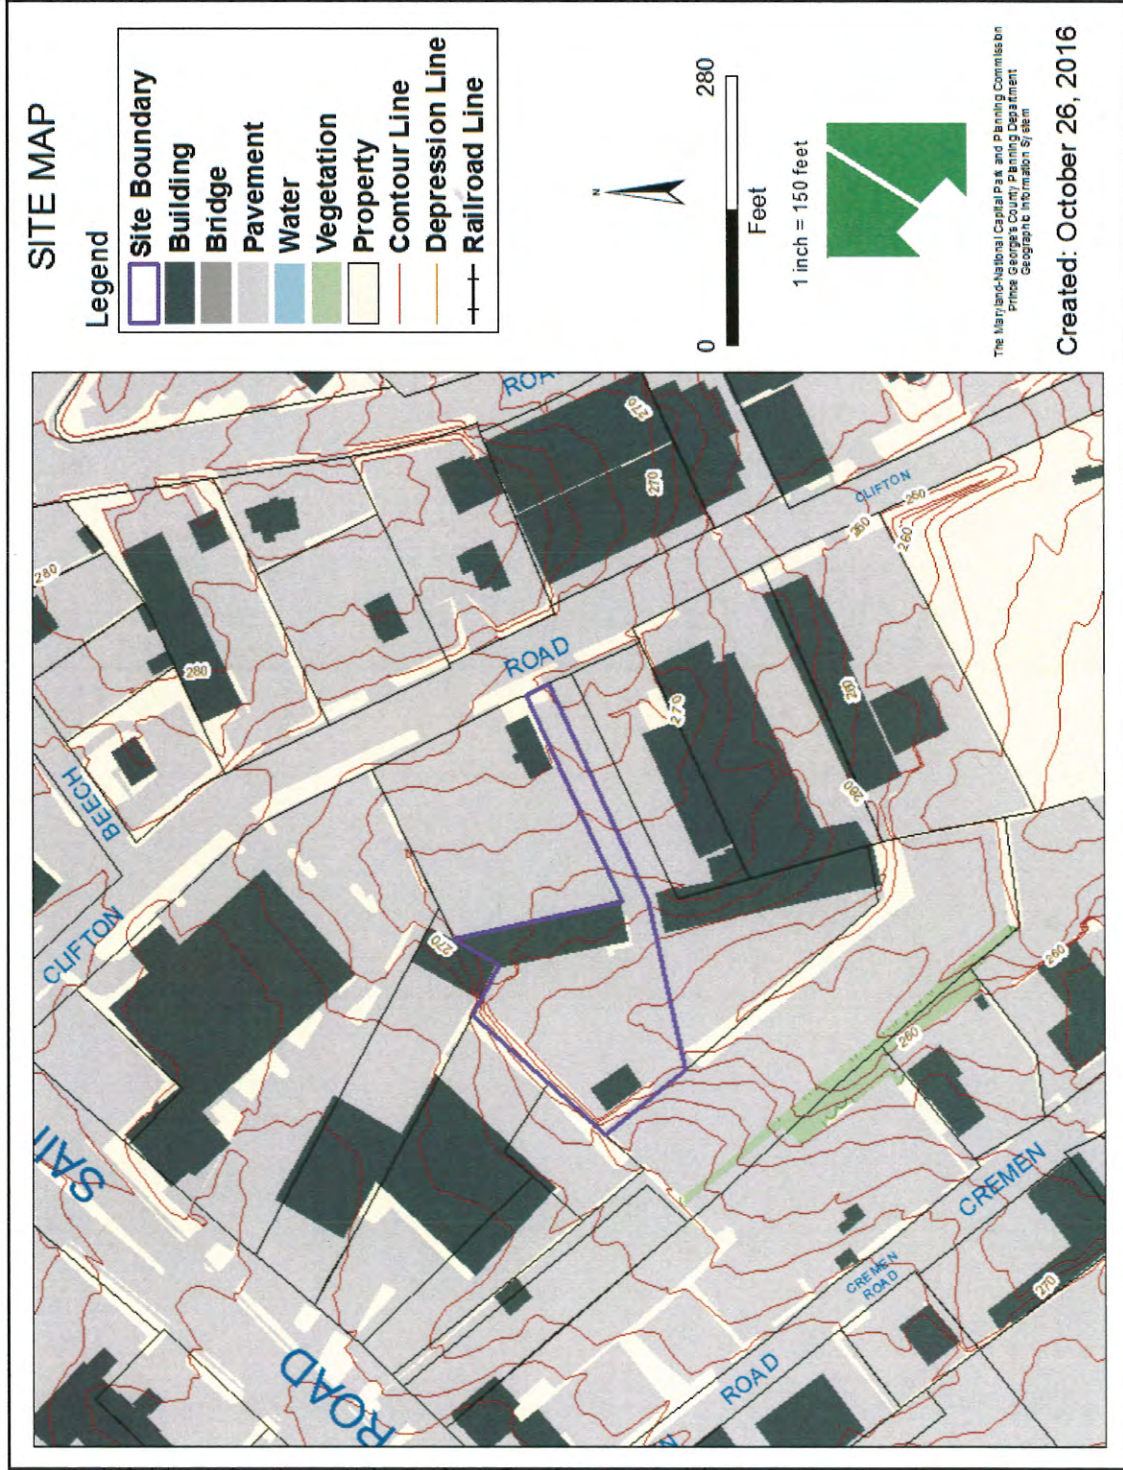 SITE MAP
Legend
Site Boundary
Building
Bridge
Pavement
Water
Vegetation
Property
Contour Line
Depression Line
Railroad Line
N
0
280
Feet
1 inch = 150 feet
The Maryland-National Capital Park and Planning Commission
Prince George's County Planning Department
Geographic Information System
Created: October 26, 2016
280
BEECH
280
CLIFTON
ROAD
270
270
270
CLIFTON
260
260
260
270
280
280
270
260
260
CREMEN
CREMEN
ROAD
270
ROAD
ROAD